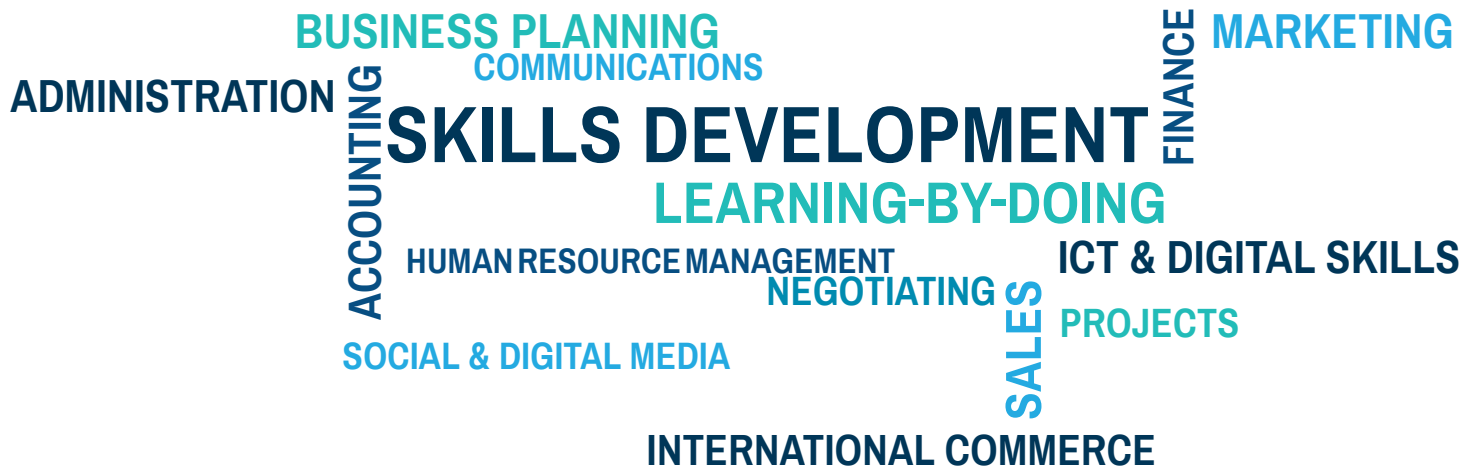 BUSINESS PLANNING
FINANCE
MARKETING
COMMUNICATIONS
ADMINISTRATION
ACCOUNTING
SKILLS DEVELOPMENT
LEARNING-BY-DOING
HUMAN RESOURCE MANAGEMENT
ICT & DIGITAL SKILLS
NEGOTIATING
SALES
PROJECTS
SOCIAL & DIGITAL MEDIA
INTERNATIONAL COMMERCE